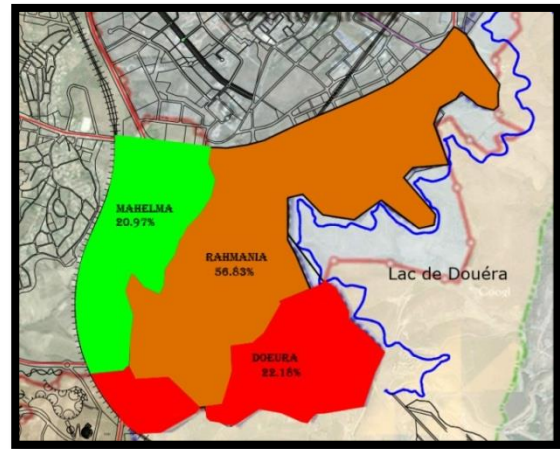 MAHELMA
20.97%
RAHMANIA
56.83%
Lac de Douéra
DOEURA
22.18%